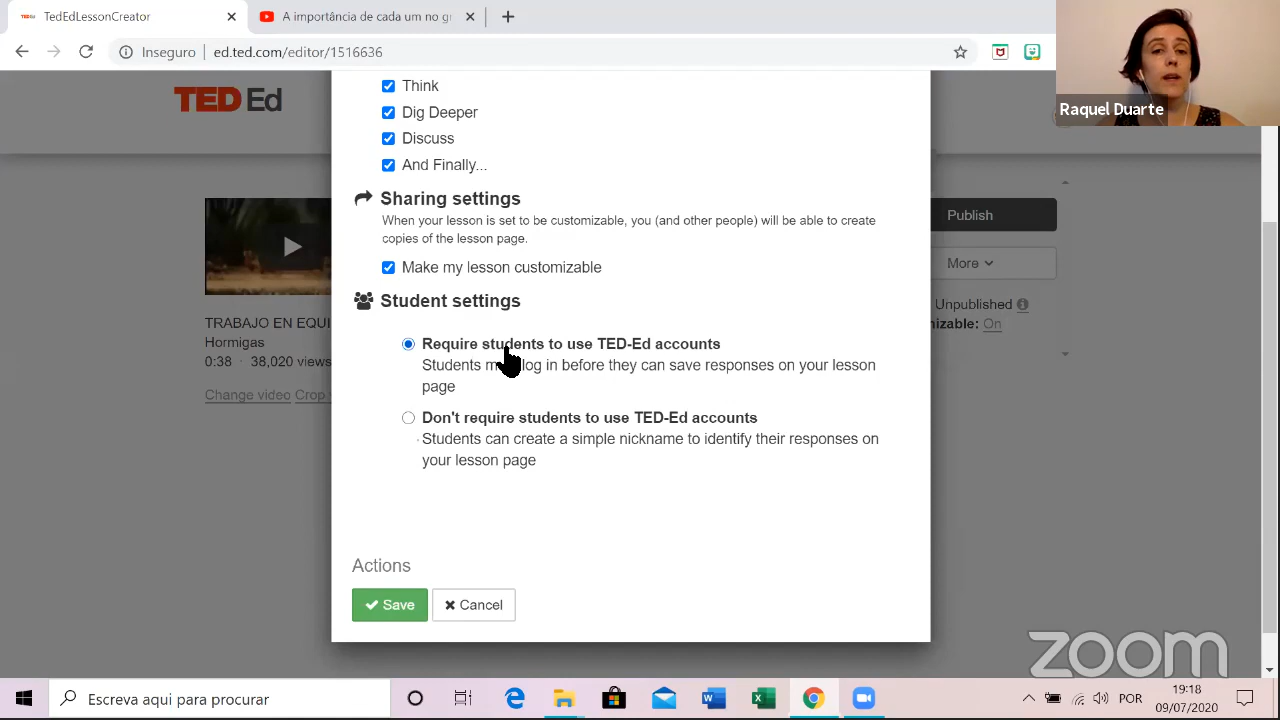 TedEdLessonCreator
A importância de cada um no gr
Inseguro
ed.ted.com/editor/1516636
Raquel Duarte
TED Ed
Think
Dig Deeper
Discuss
And Finally...
Sharing settings
When your lesson is set to be customizable, you (and other people) will be able to create
copies of the lesson page.
Make my lesson customizable
Student settings
Require students to use TED-Ed accounts
Students log in before they can save responses on your lesson
page
Don't require students to use TED-Ed accounts
Students can create a simple nickname to identify their responses on
your lesson page
Actions
Save
Cancel
TRABAJO EN EQUI
Hormigas
0:38 · 38,020 views
Change video Crop
Publish
More
Unpublished
nizable: On
zoom
Escreva aqui para procurar
POR
19:18
09/07/2020